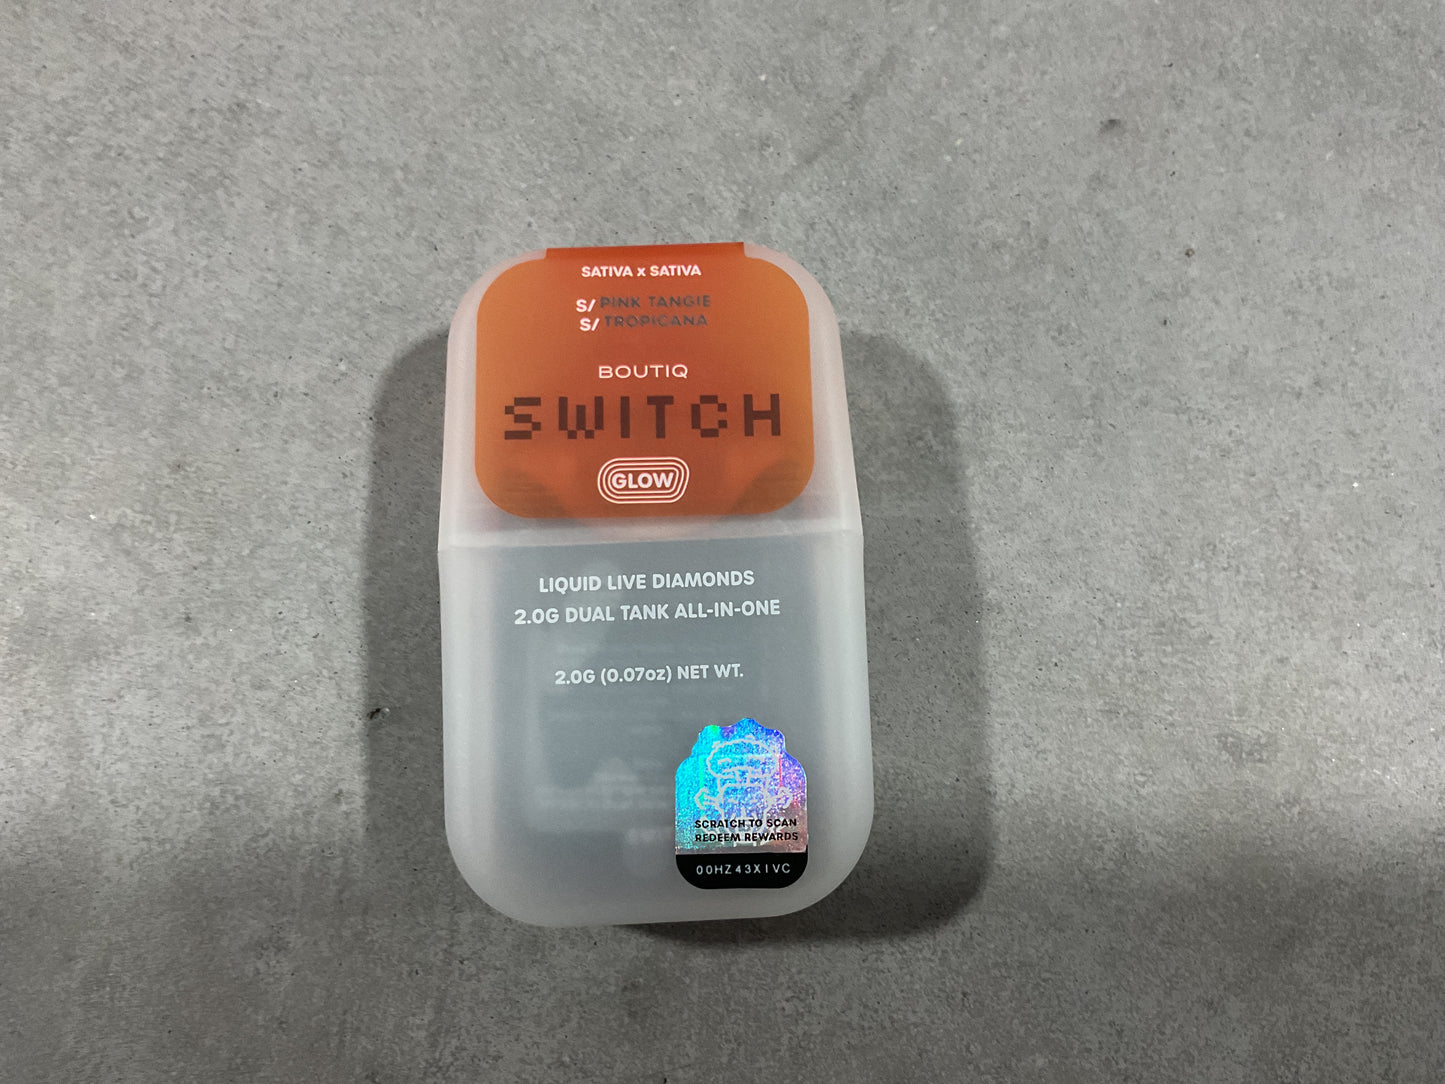 SATIVA x SATIVA
S/ PINK TANGIE
S/ TROPICANA
BOUTIQ
SWITCH
GLOW
LIQUID LIVE DIAMONDS
2.0G DUAL TANK ALL-IN-ONE
2.0G (0.07oz) NET WT.
SCRATCH TO SCAN
REDEEM REWARDS
00HZ43XIVC